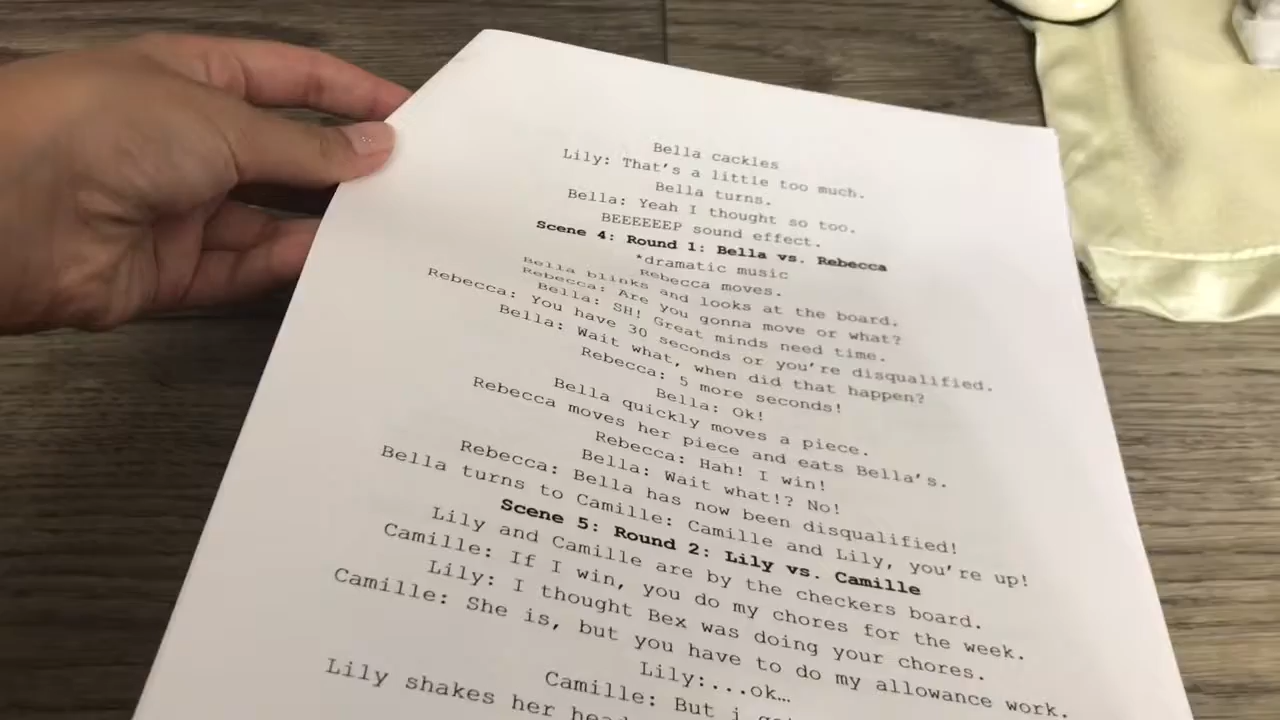 Bella cackles
Lily: That's a little too much.
Bella turns.
Bella: Yeah I thought so too.
BEEEEEEP sound effect.
Scene 4: Round 1: Bella vs. Rebecca
*dramatic music
Rebecca moves.
Bella blinks and looks at the board.
Rebecca: Are you gonna move or what?
Bella: SH! Great minds need time.
Rebecca: You have 30 seconds or you're disqualified.
Bella: Wait what, when did that happen?
Rebecca: 5 more seconds!
Bella: Ok!
Bella quickly moves a piece.
Rebecca moves her piece and eats Bella's.
Rebecca: Hah! I win!
Bella: Wait what!? No!
Rebecca: Bella has now been disqualified!
Bella turns to Camille: Camille and Lily, you're up!
Scene 5: Round 2: Lily vs. Camille
Lily and Camille are by the checkers board.
Camille: If I win, you do my chores for the week.
Lily: I thought Bex was doing your chores.
Camille: She is, but you have to do my allowance work.
Lily:...ok…
Camille: But i
Lily shakes her